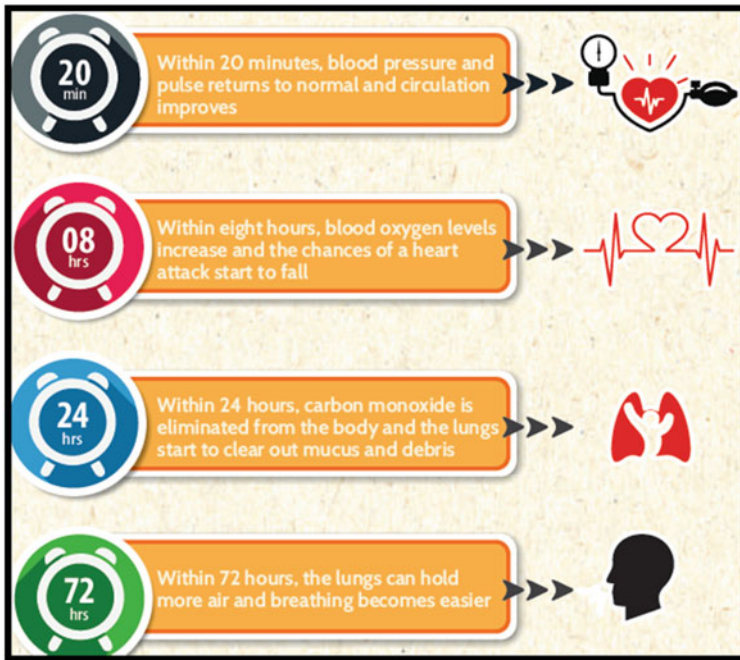 20
min
Within 20 minutes, blood pressure and
pulse returns to normal and circulation
improves
08
hrs
Within eight hours, blood oxygen levels
increase and the chances of a heart
attack start to fall
24
hrs
Within 24 hours, carbon monoxide is
eliminated from the body and the lungs
start to clear out mucus and debris
72
hrs
Within 72 hours, the lungs can hold
more air and breathing becomes easier